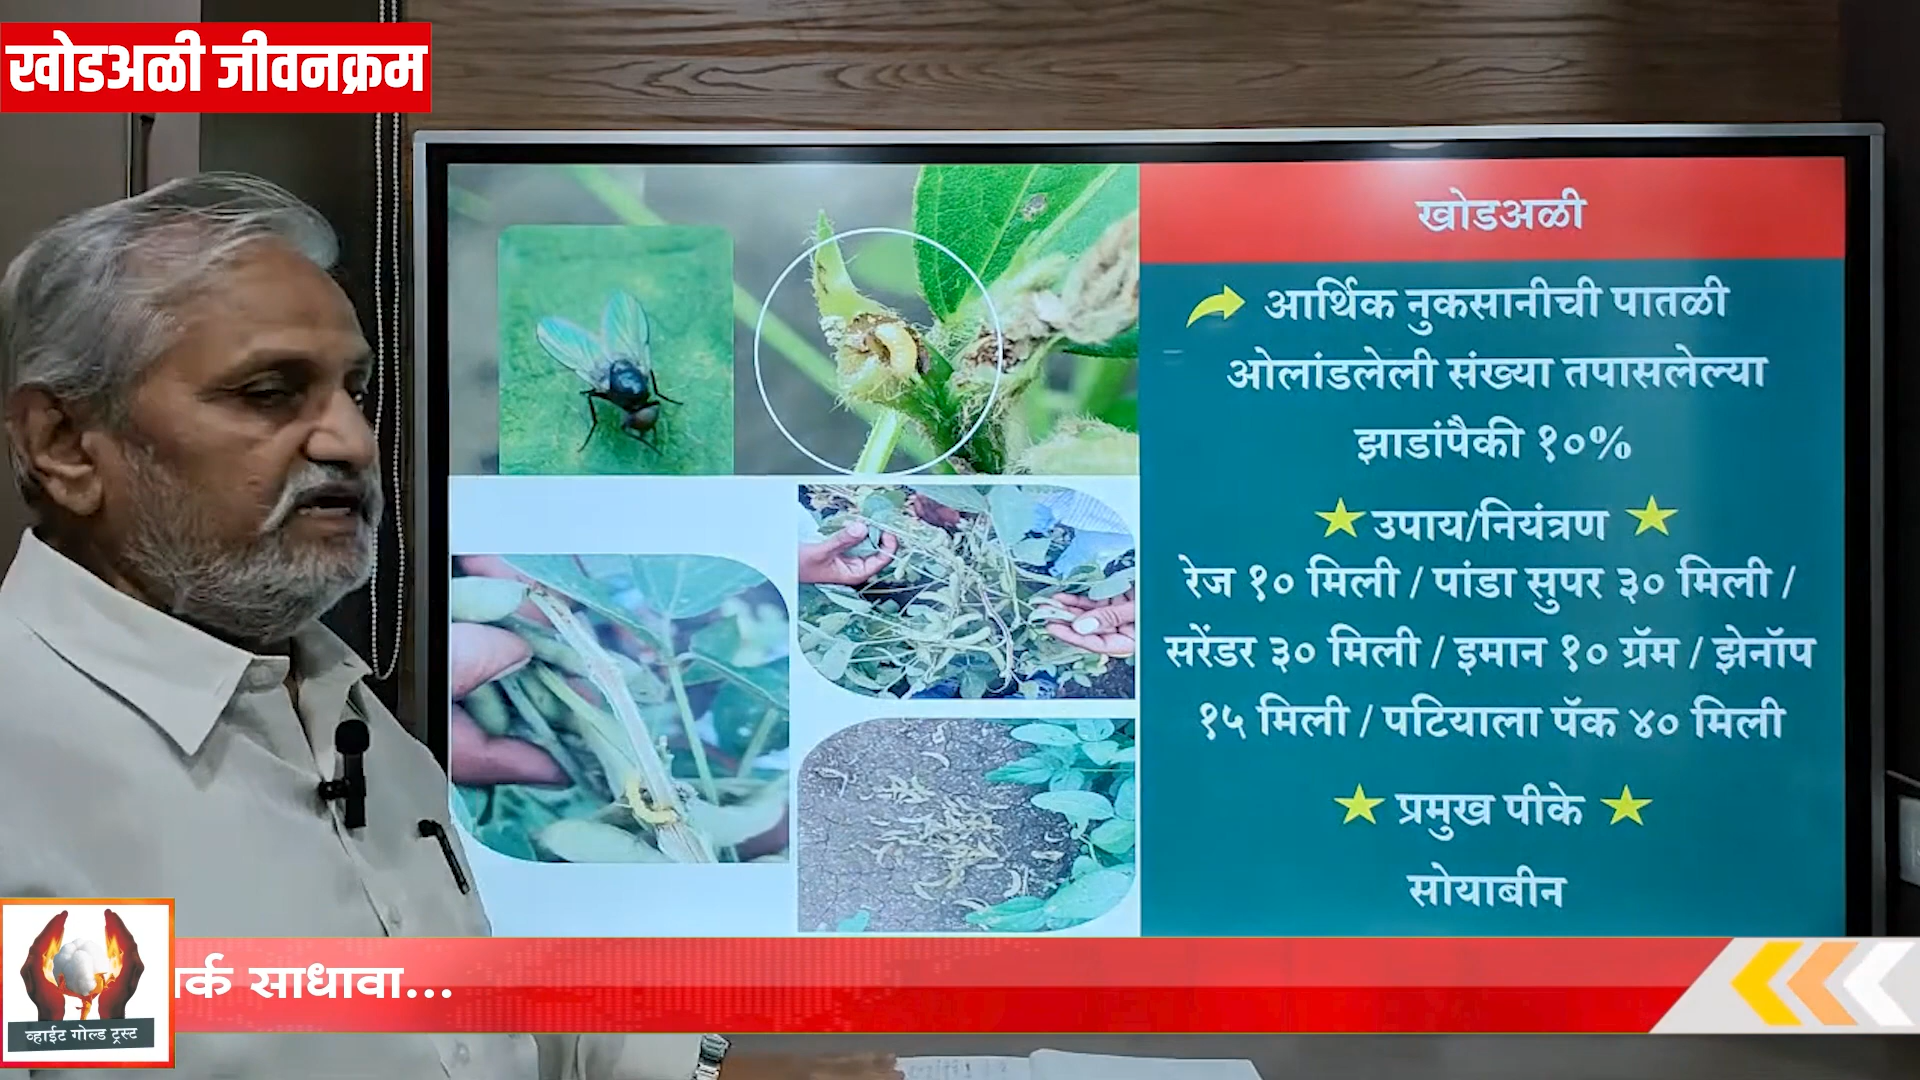 खोडअळी जीवनक्रम
खोडअळी
आर्थिक नुकसानीची पातळी
ओलांडलेली संख्या तपासलेल्या
झाडांपैकी १०%
उपाय/नियंत्रण
रेज १० मिली / पांडा सुपर ३० मिली /
सरेंडर ३० मिली / इमान १० ग्रॅम / झेनॉप
१५ मिली / पटियाला पॅक ४० मिली
प्रमुख पीके
सोयाबीन
साधावा...
व्हाईट गोल्ड ट्रस्ट